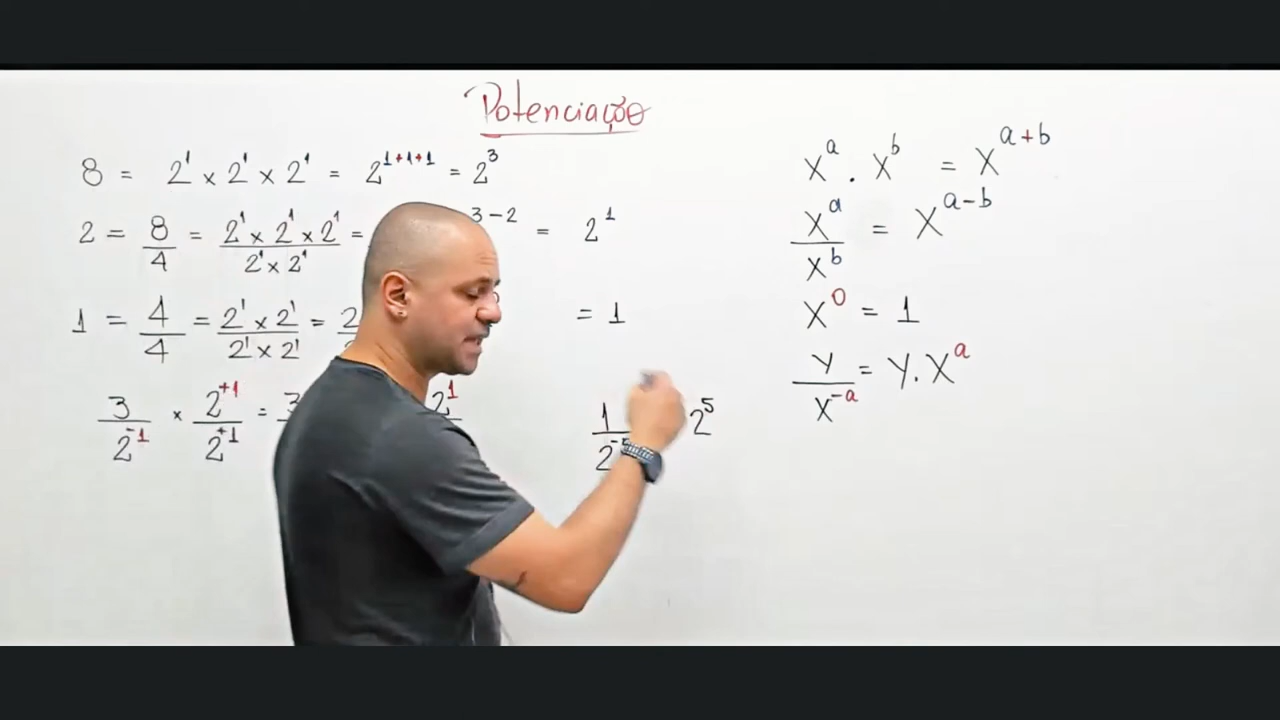 Potenciação
8 = 2¹ × 2¹ × 2¹ = 2¹⁺¹⁺¹ = 2³
2 = 8/4 = 2¹ × 2¹ × 2¹ / 2¹ × 2¹ = 3-2 = 2¹
1 = 4/4 = 2¹ × 2¹ / 2¹ × 2¹ = 2 = 1
3/2⁻¹ × 2⁺¹/2⁺¹ = 3 2¹
1/2⁻ 2⁵
xᵃ . xᵇ = xᵃ⁺ᵇ
xᵃ/xᵇ = xᵃ⁻ᵇ
x⁰ = 1
y/x⁻ᵃ = y.xᵃ